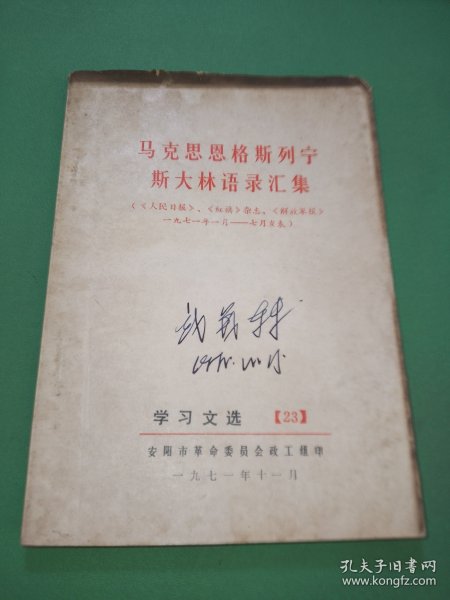 马克思恩格斯列宁
斯大林语录汇集
（《人民日报》、《红旗》杂志、《解放军报》
一九七一年一月——七月发表）
学习文选 【23】
安阳市革命委员会政工组印
一九七一年十一月
孔夫子旧书网
www.kongfz.com